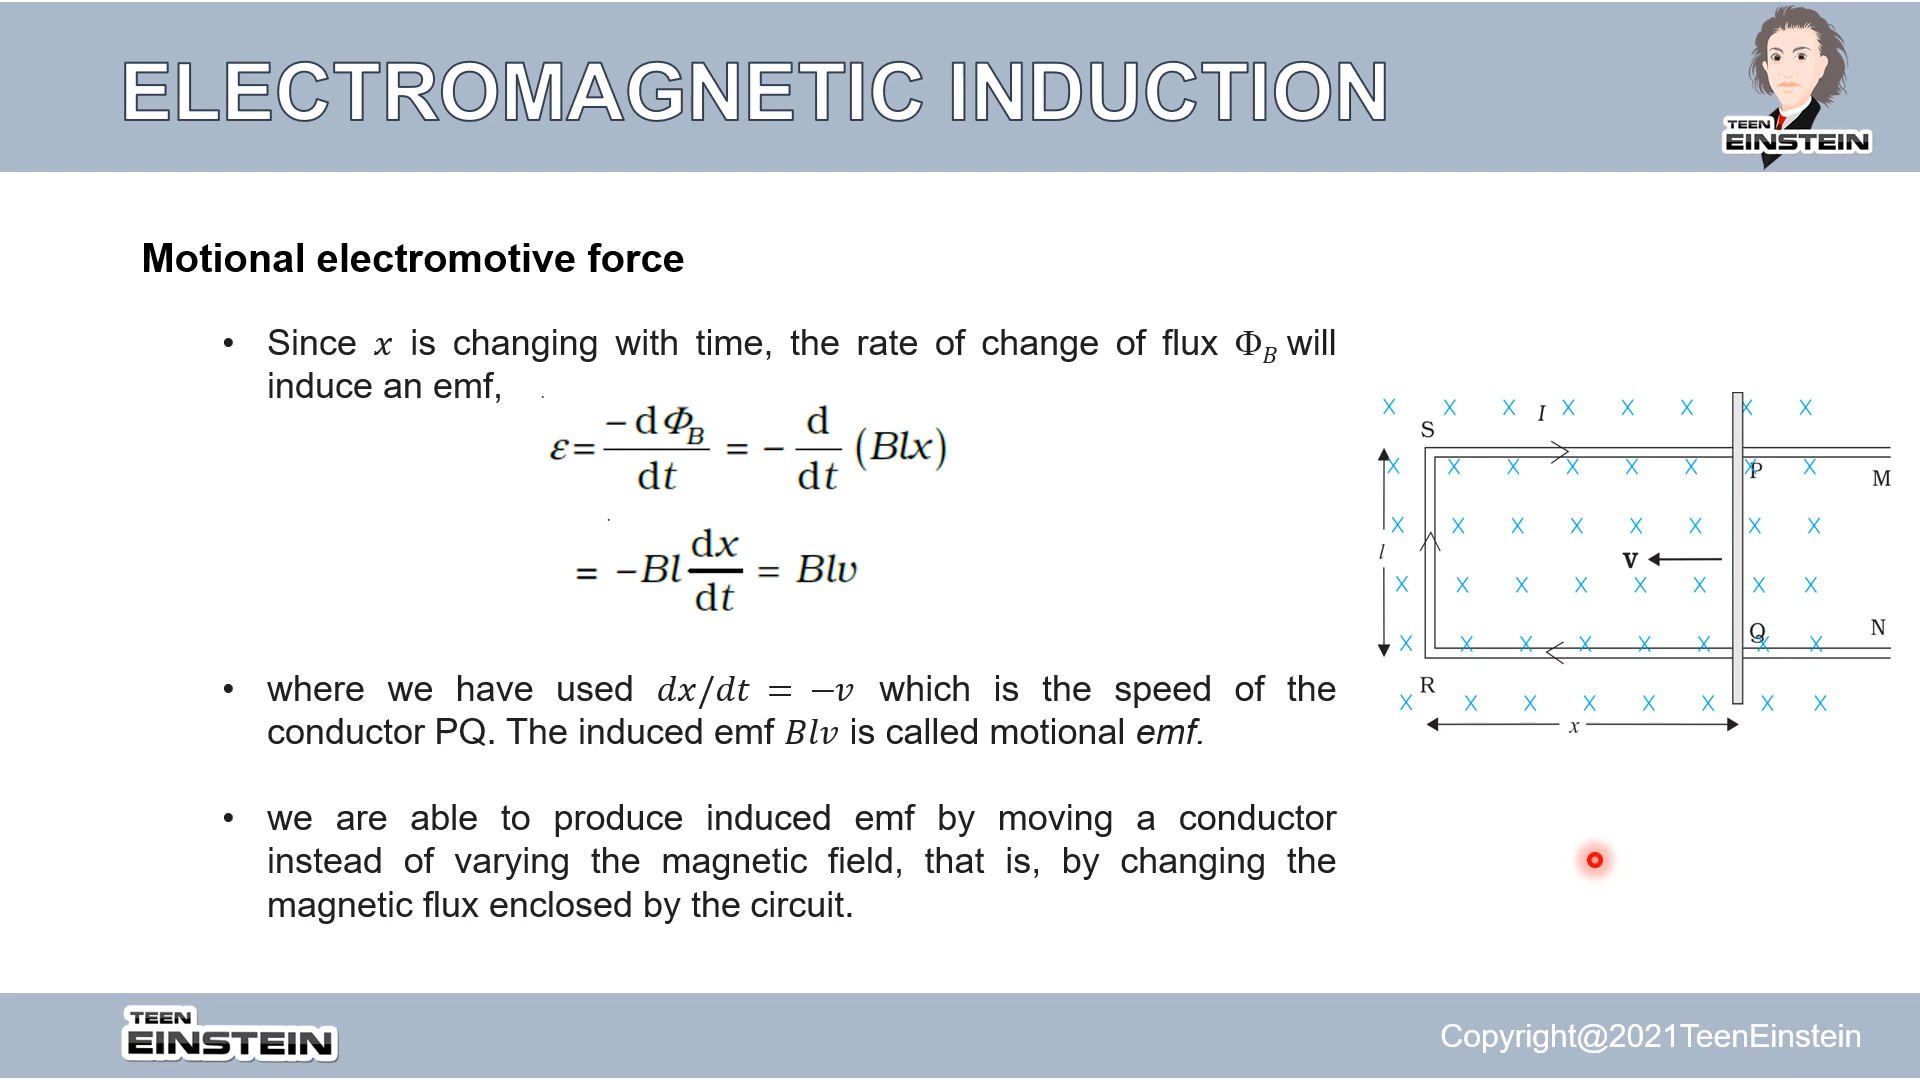 ELECTROMAGNETIC INDUCTION
TEEN
EINSTEIN
Motional electromotive force
• Since x is changing with time, the rate of change of flux Φ_B will
induce an emf,
ε = −dΦ_B/dt = − d/dt (Blx)
= −Bl dx/dt = Blv
• where we have used dx/dt = −v which is the speed of the
conductor PQ. The induced emf Blv is called motional emf.
• we are able to produce induced emf by moving a conductor
instead of varying the magnetic field, that is, by changing the
magnetic flux enclosed by the circuit.
I
S
P
M
l
v
Q
N
R
x
TEEN
EINSTEIN
Copyright@2021TeenEinstein